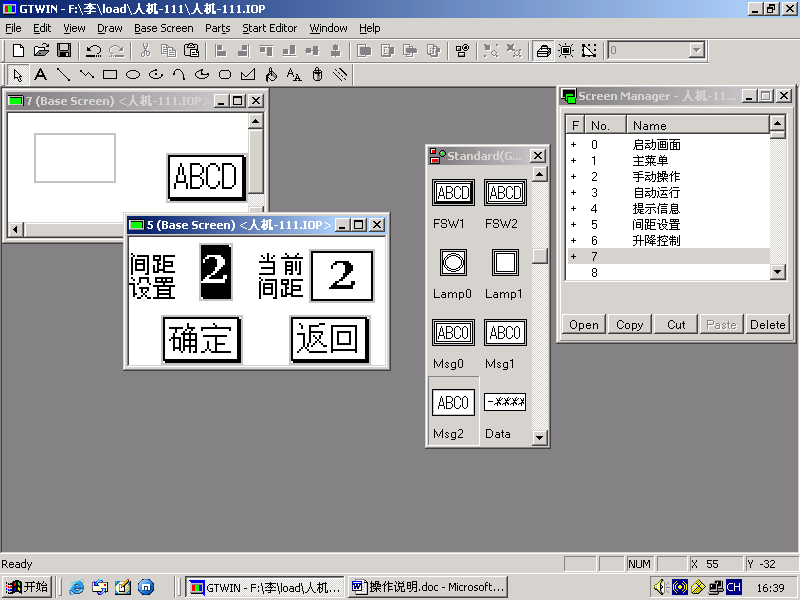 GTWIN - F:\李\load\人机-111\人机-111.IOP
File Edit View Draw Base Screen Parts Start Editor Window Help
0
7 (Base Screen) <人机-111.IOP>
ABCD
5 (Base Screen) <人机-111.IOP>
间距 2 当前 2
设置 间距
确定 返回
Standard(G...
ABCD ABCD
FSW1 FSW2
Lamp0 Lamp1
ABC0 ABC0
Msg0 Msg1
ABC0 -****
Msg2 Data
Screen Manager - 人机-11...
F No. Name
+ 0 启动画面
+ 1 主菜单
+ 2 手动操作
+ 3 自动运行
+ 4 提示信息
+ 5 间距设置
+ 6 升降控制
+ 7
8
Open Copy Cut Paste Delete
Ready NUM X 55 Y -32
开始 GTWIN - F:\李\load\人机... 操作说明.doc - Microsoft... CH 16:39